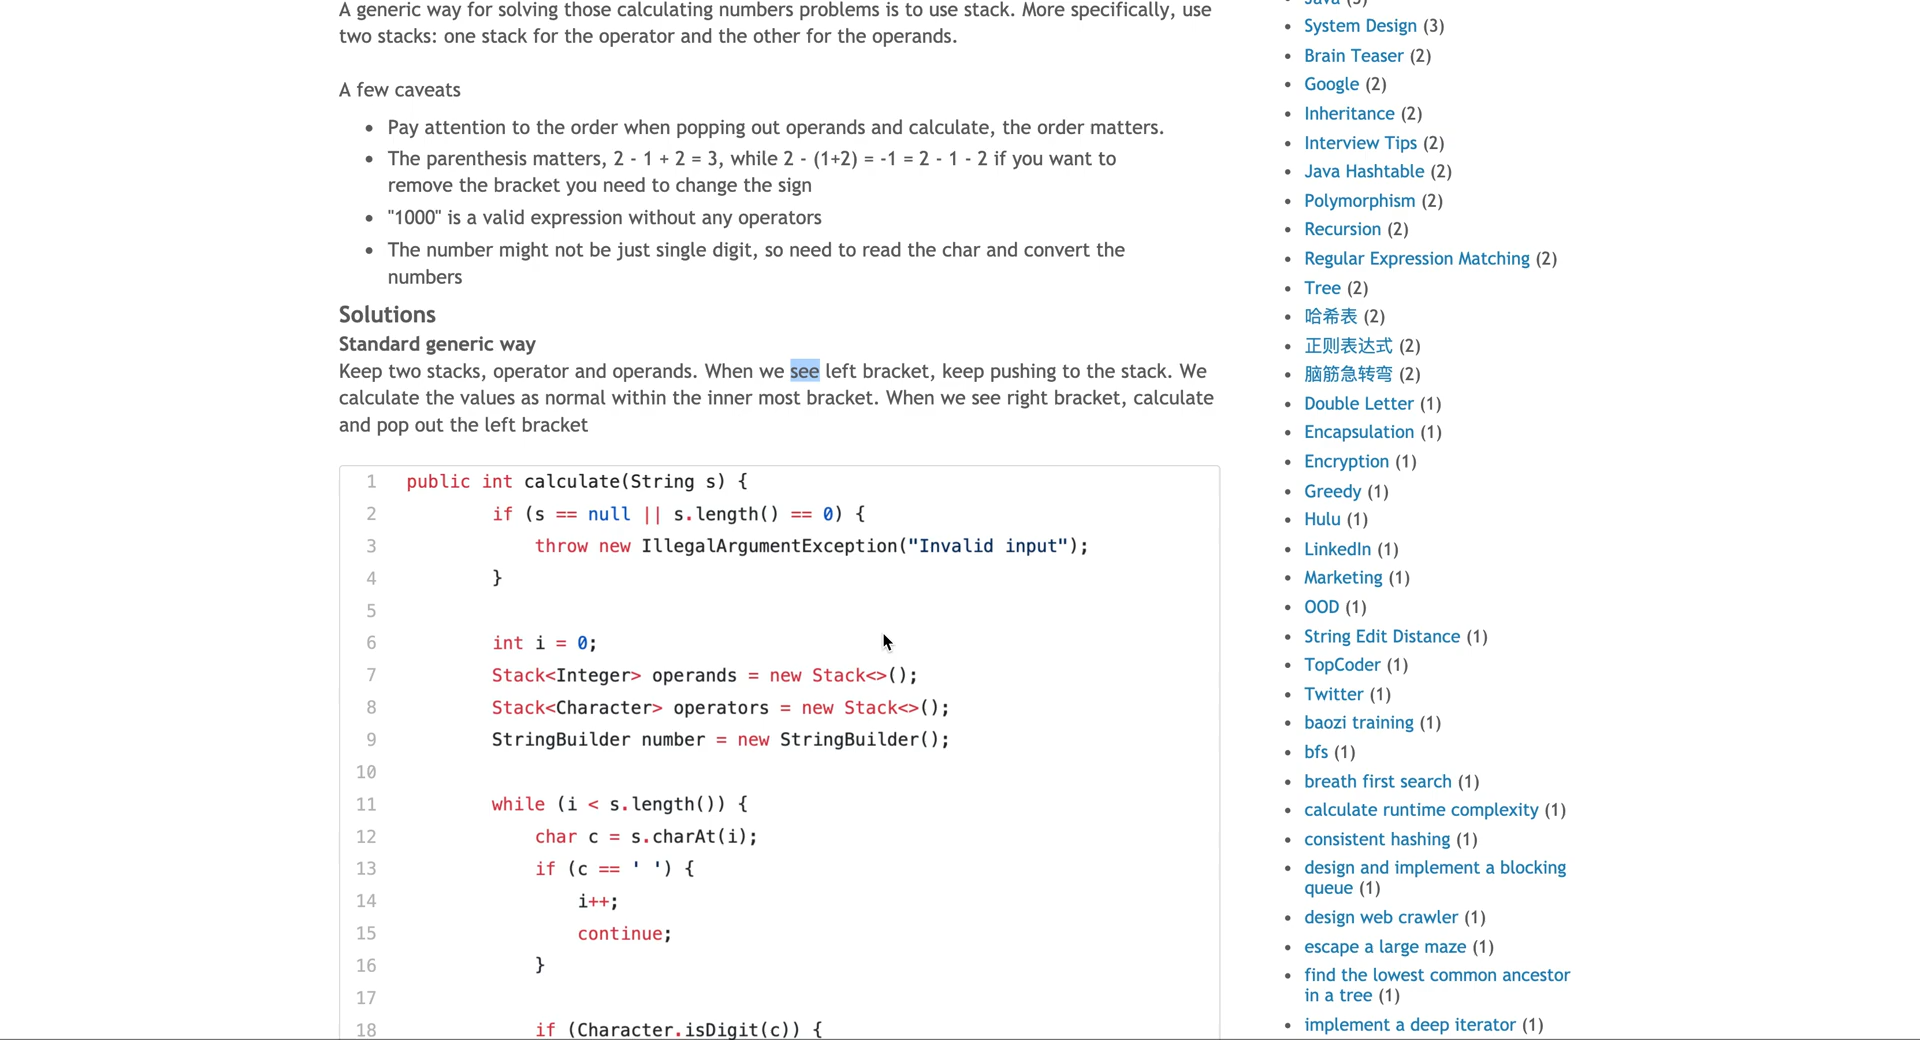 A generic way for solving those calculating numbers problems is to use stack. More specifically, use
two stacks: one stack for the operator and the other for the operands.
A few caveats
Pay attention to the order when popping out operands and calculate, the order matters.
The parenthesis matters, 2 - 1 + 2 = 3, while 2 - (1+2) = -1 = 2 - 1 - 2 if you want to
remove the bracket you need to change the sign
"1000" is a valid expression without any operators
The number might not be just single digit, so need to read the char and convert the
numbers
Solutions
Standard generic way
Keep two stacks, operator and operands. When we see left bracket, keep pushing to the stack. We
calculate the values as normal within the inner most bracket. When we see right bracket, calculate
and pop out the left bracket
1 public int calculate(String s) {
2 if (s == null || s.length() == 0) {
3 throw new IllegalArgumentException("Invalid input");
4 }
5
6 int i = 0;
7 Stack<Integer> operands = new Stack<>();
8 Stack<Character> operators = new Stack<>();
9 StringBuilder number = new StringBuilder();
10
11 while (i < s.length()) {
12 char c = s.charAt(i);
13 if (c == ' ') {
14 i++;
15 continue;
16 }
17
18 if (Character.isDigit(c)) {
Java (3)
System Design (3)
Brain Teaser (2)
Google (2)
Inheritance (2)
Interview Tips (2)
Java Hashtable (2)
Polymorphism (2)
Recursion (2)
Regular Expression Matching (2)
Tree (2)
哈希表 (2)
正则表达式 (2)
脑筋急转弯 (2)
Double Letter (1)
Encapsulation (1)
Encryption (1)
Greedy (1)
Hulu (1)
LinkedIn (1)
Marketing (1)
OOD (1)
String Edit Distance (1)
TopCoder (1)
Twitter (1)
baozi training (1)
bfs (1)
breath first search (1)
calculate runtime complexity (1)
consistent hashing (1)
design and implement a blocking
queue (1)
design web crawler (1)
escape a large maze (1)
find the lowest common ancestor
in a tree (1)
implement a deep iterator (1)